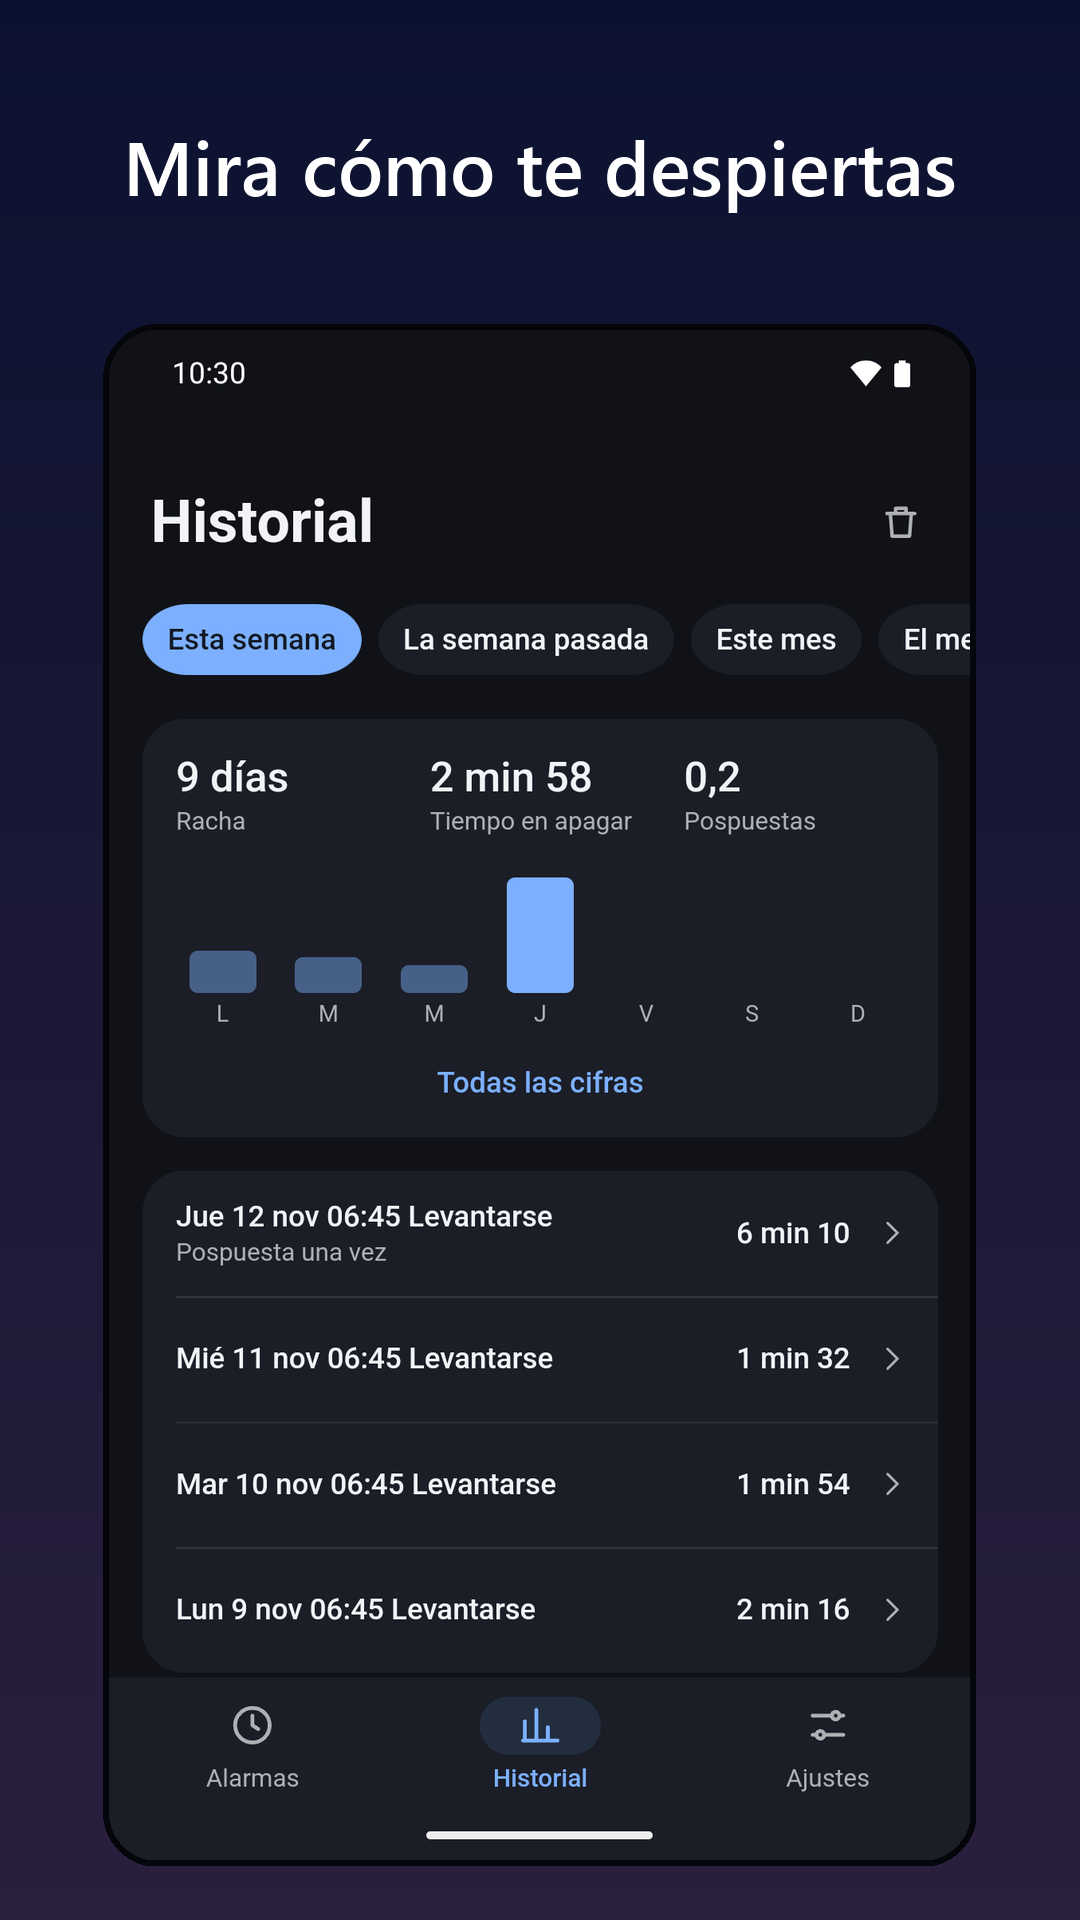 Mira cómo te despiertas
10:30
Historial
Esta semana
La semana pasada
Este mes
El me
9 días
2 min 58
0,2
Racha
Tiempo en apagar
Pospuestas
L
M
M
J
V
S
D
Todas las cifras
Jue 12 nov 06:45 Levantarse
6 min 10
Pospuesta una vez
Mié 11 nov 06:45 Levantarse
1 min 32
Mar 10 nov 06:45 Levantarse
1 min 54
Lun 9 nov 06:45 Levantarse
2 min 16
Alarmas
Historial
Ajustes